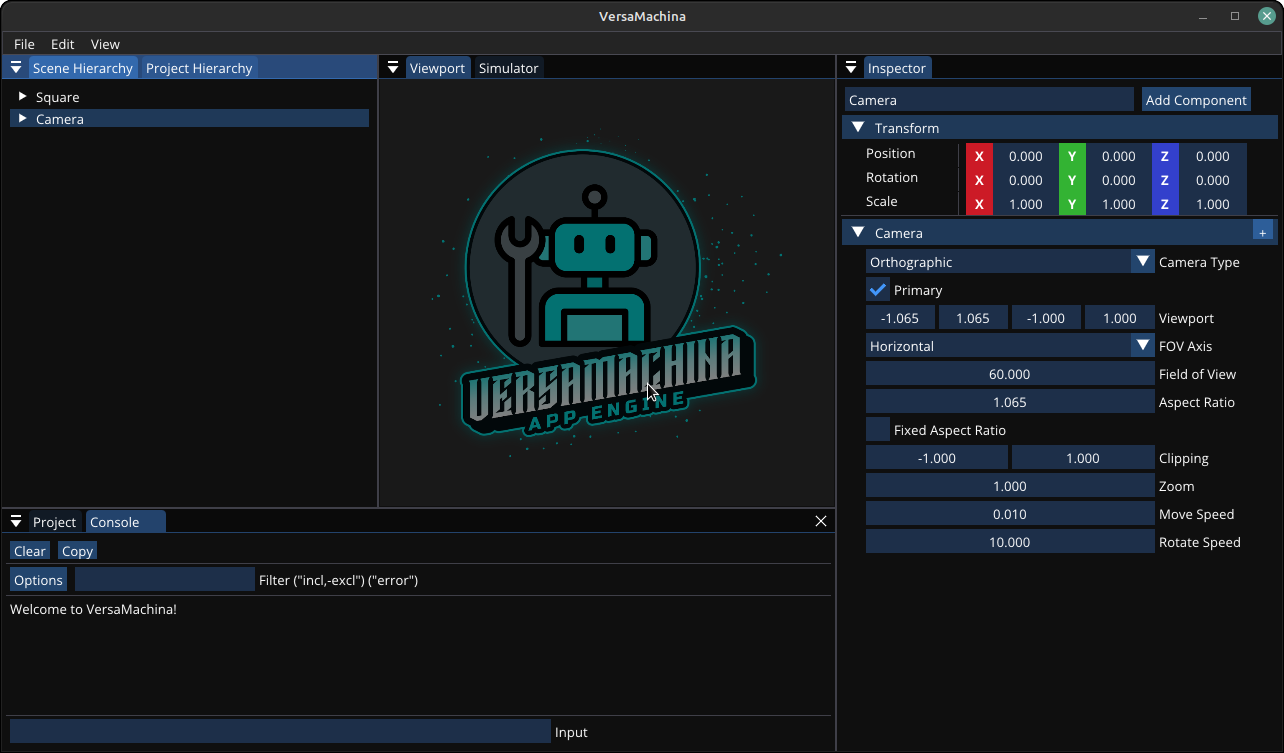 VersaMachina
File Edit View
Scene Hierarchy Project Hierarchy
Square
Camera
Viewport Simulator
VERSAMACHINA
APP ENGINE
Project Console
Clear Copy
Options Filter ("incl,-excl") ("error")
Welcome to VersaMachina!
Input
Inspector
Camera Add Component
Transform
Position X 0.000 Y 0.000 Z 0.000
Rotation X 0.000 Y 0.000 Z 0.000
Scale X 1.000 Y 1.000 Z 1.000
Camera +
Orthographic Camera Type
Primary
-1.065 1.065 -1.000 1.000 Viewport
Horizontal FOV Axis
60.000 Field of View
1.065 Aspect Ratio
Fixed Aspect Ratio
-1.000 1.000 Clipping
1.000 Zoom
0.010 Move Speed
10.000 Rotate Speed